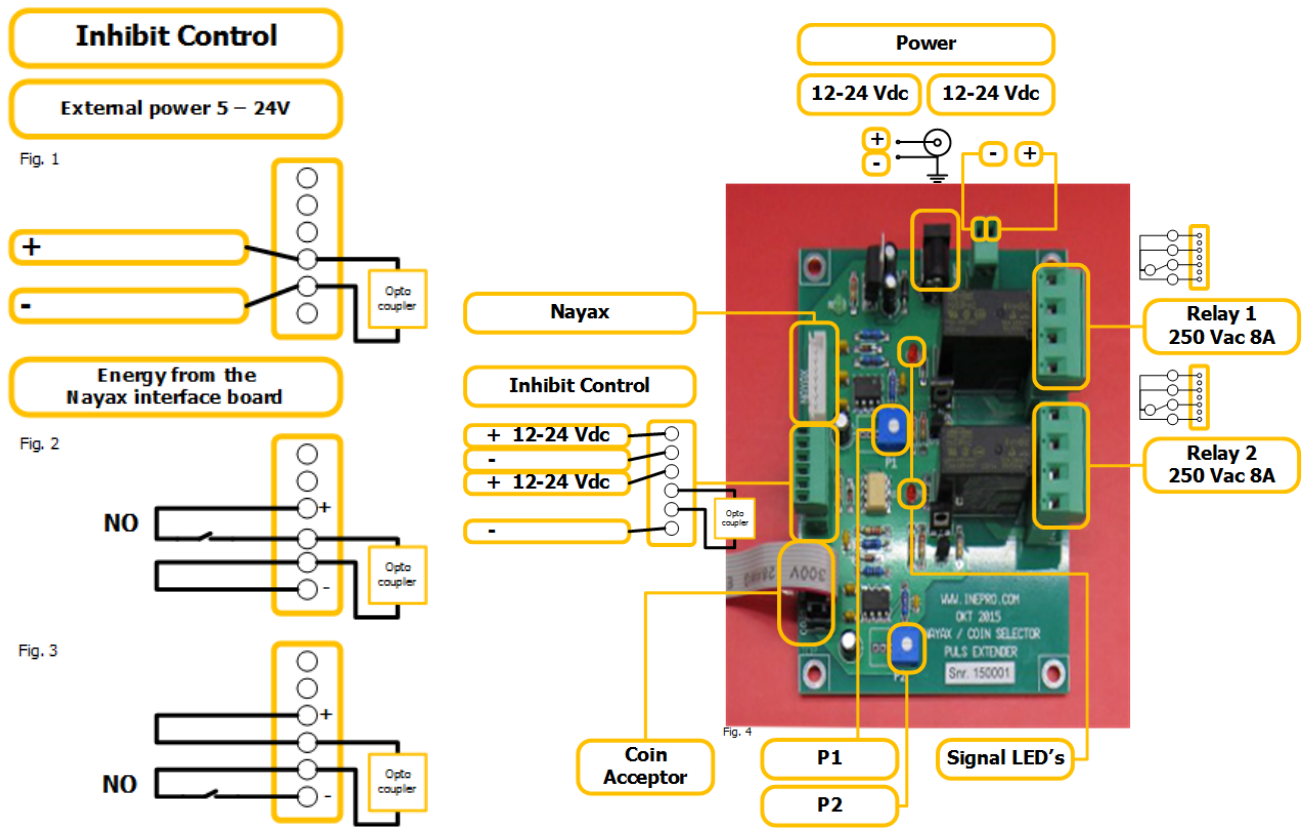 Inhibit Control
External power 5 – 24V
Fig. 1
+
-
Opto
coupler
Energy from the
Nayax interface board
Fig. 2
NO
+
-
Opto
coupler
Fig. 3
+
NO
-
Opto
coupler
Power
12-24 Vdc
12-24 Vdc
+
-
-
+
Nayax
Inhibit Control
+ 12-24 Vdc
-
+ 12-24 Vdc
-
Opto
coupler
Relay 1
250 Vac 8A
Relay 2
250 Vac 8A
NAYAX
P1
300V
WWW.INEPRO.COM
OKT 2015
NAYAX / COIN SELECTOR
PULS EXTENDER
Snr. 150001
P2
Fig. 4
Coin
Acceptor
P1
P2
Signal LED's